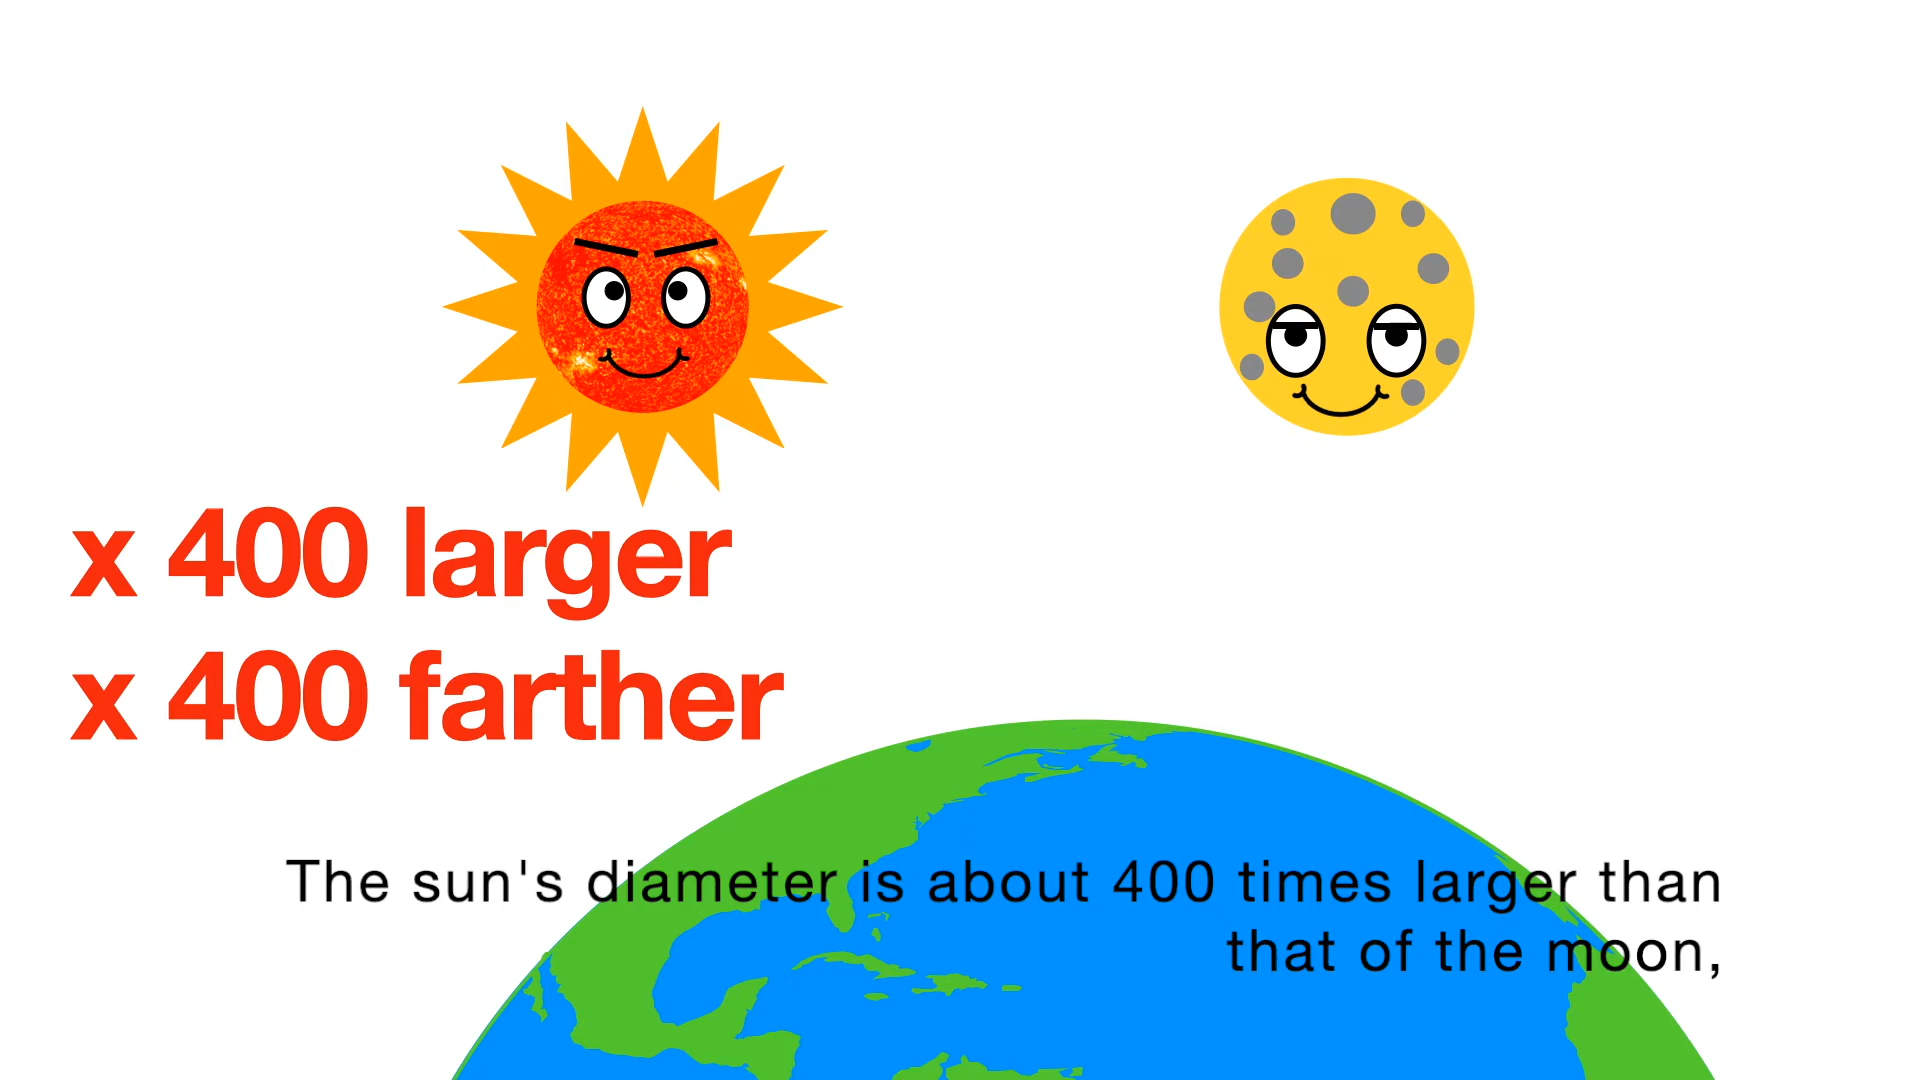 x 400 larger
x 400 farther
The sun's diameter is about 400 times larger than
that of the moon,